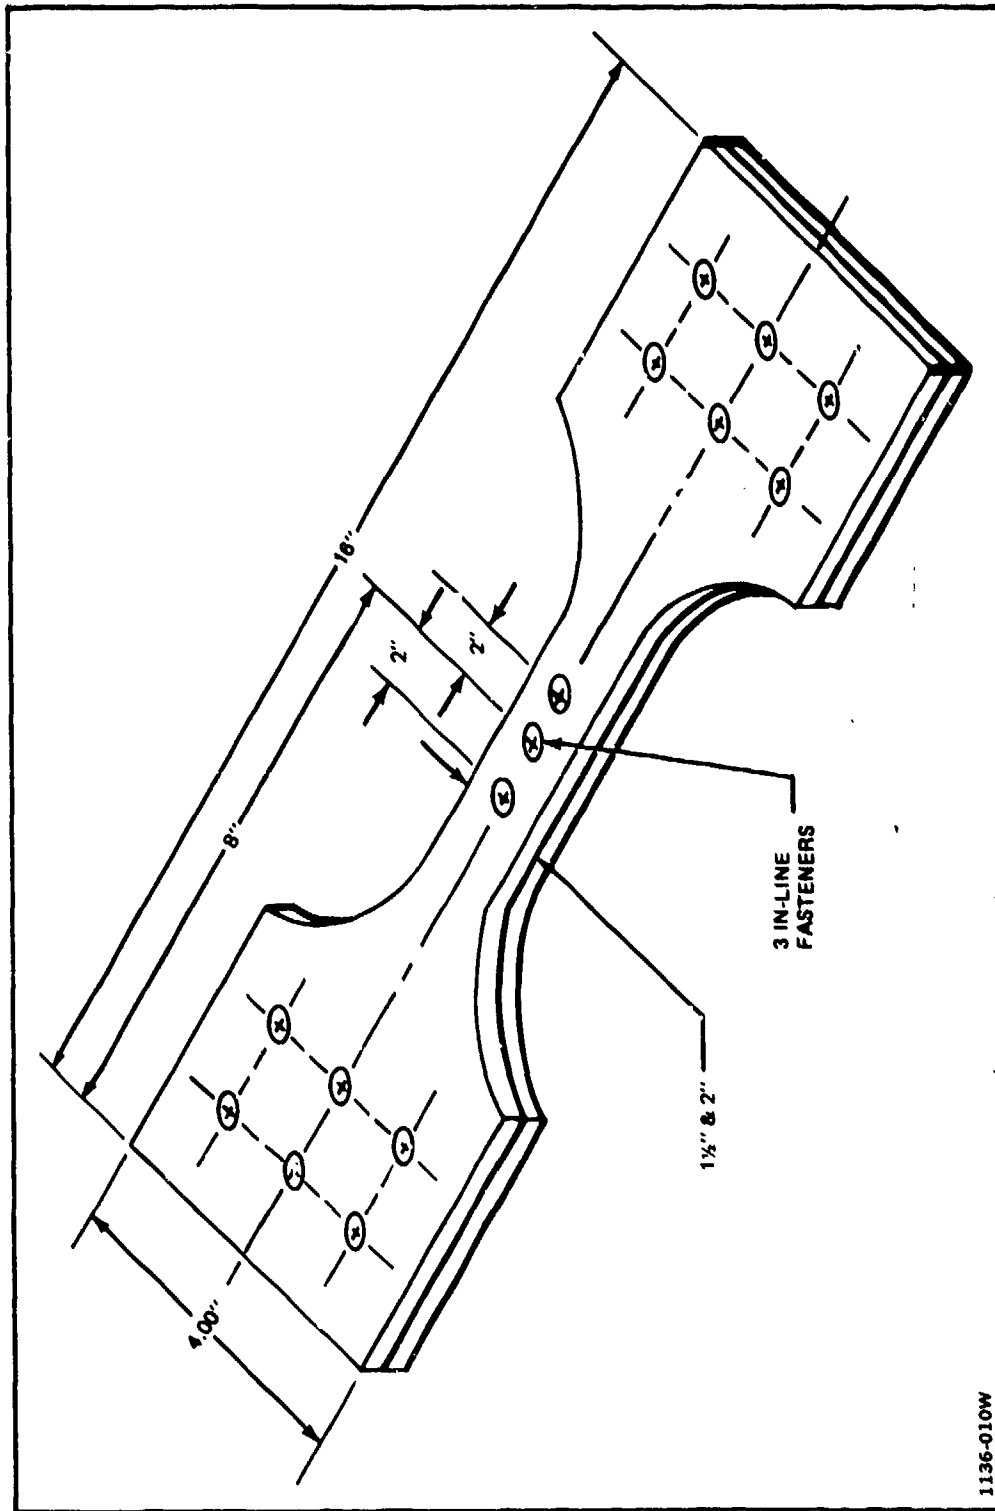 16"
8"
2"
2"
4.00"
3 IN-LINE
FASTENERS
1½" & 2"
1136-010W